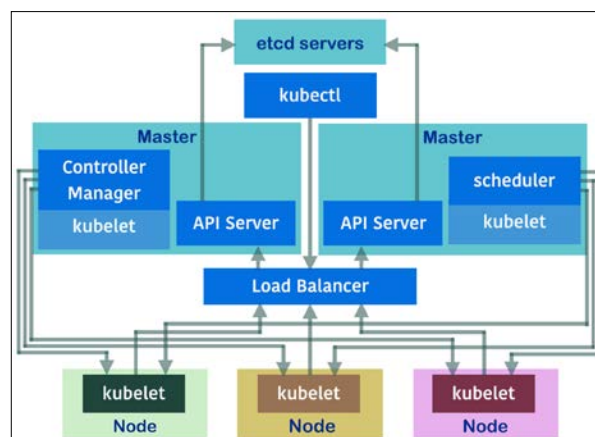 etcd servers
kubectl
Master
Master
Controller
Manager
kubelet
API Server
API Server
scheduler
kubelet
Load Balancer
kubelet
kubelet
kubelet
Node
Node
Node